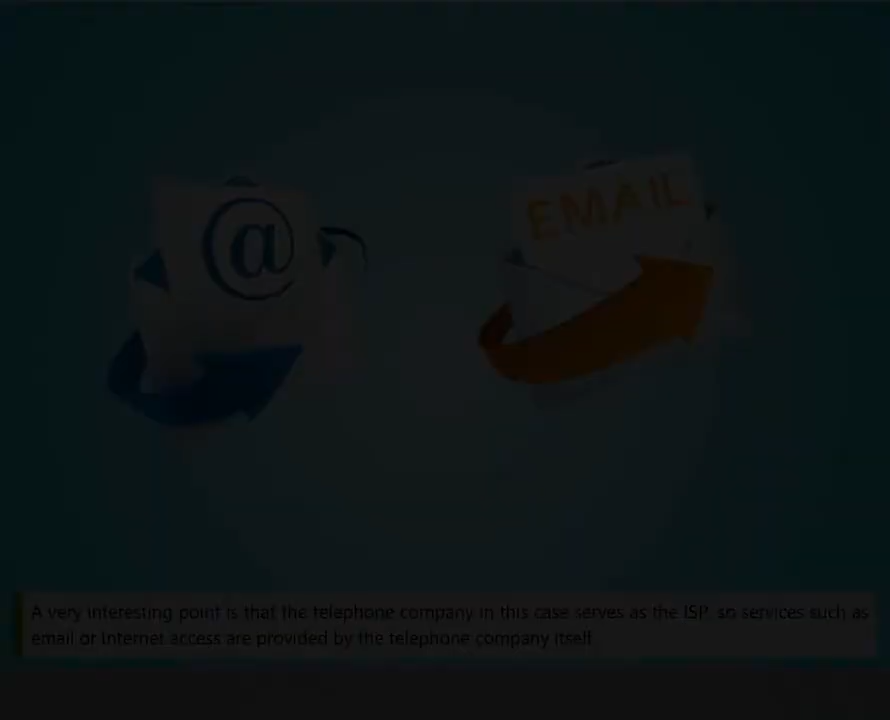 @
EMAIL
A very interesting point is that the telephone company in this case serves as the ISP, so services such as
email or Internet access are provided by the telephone company itself.